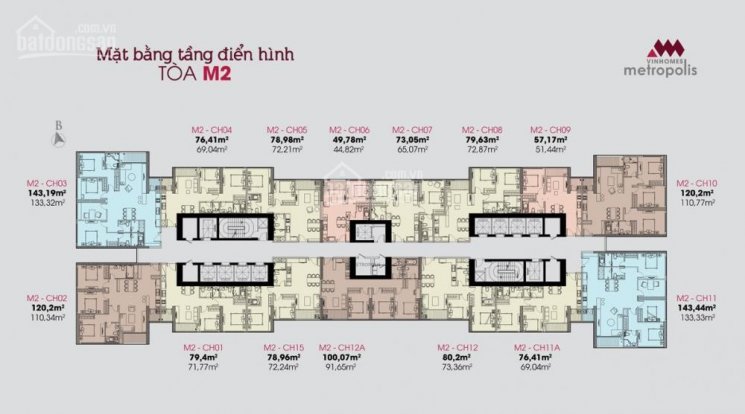 batdongsan
.com.vn
Mặt bằng tầng điển hình
TÒA M2
VINHOMES
metropolis
B
M2 - CH04
76,41m²
69,04m²
M2 - CH05
78,98m²
72,21m²
M2 - CH06
49,78m²
44,82m²
M2 - CH07
73,05m²
65,07m²
M2 - CH08
79,63m²
72,87m²
M2 - CH09
57,17m²
51,44m²
M2 - CH03
143,19m²
133,32m²
M2 - CH10
120,2m²
110,77m²
M2 - CH02
120,2m²
110,34m²
M2 - CH11
143,44m²
133,33m²
M2 - CH01
79,4m²
71,77m²
M2 - CH15
78,96m²
72,24m²
M2 - CH12A
100,07m²
91,65m²
M2 - CH12
80,2m²
73,36m²
M2 - CH11A
76,41m²
69,04m²